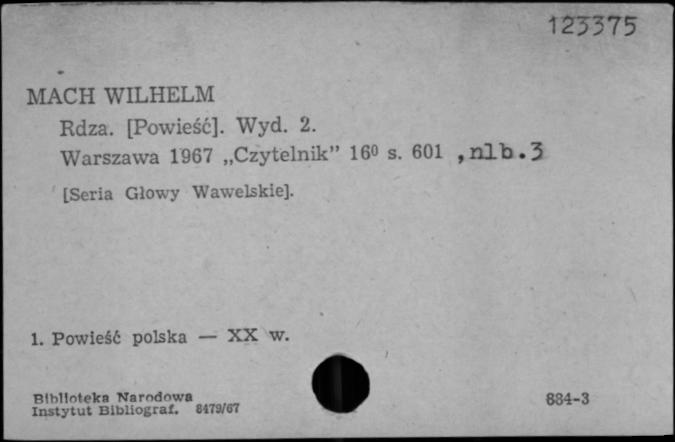 123375
MACH WILHELM
Rdza. [Powieść]. Wyd. 2.
Warszawa 1967 „Czytelnik” 16⁰ s. 601 , nlb. 3
[Seria Głowy Wawelskie].
1. Powieść polska — XX w.
Biblioteka Narodowa
Instytut Bibliograf. 8479/67
884-3